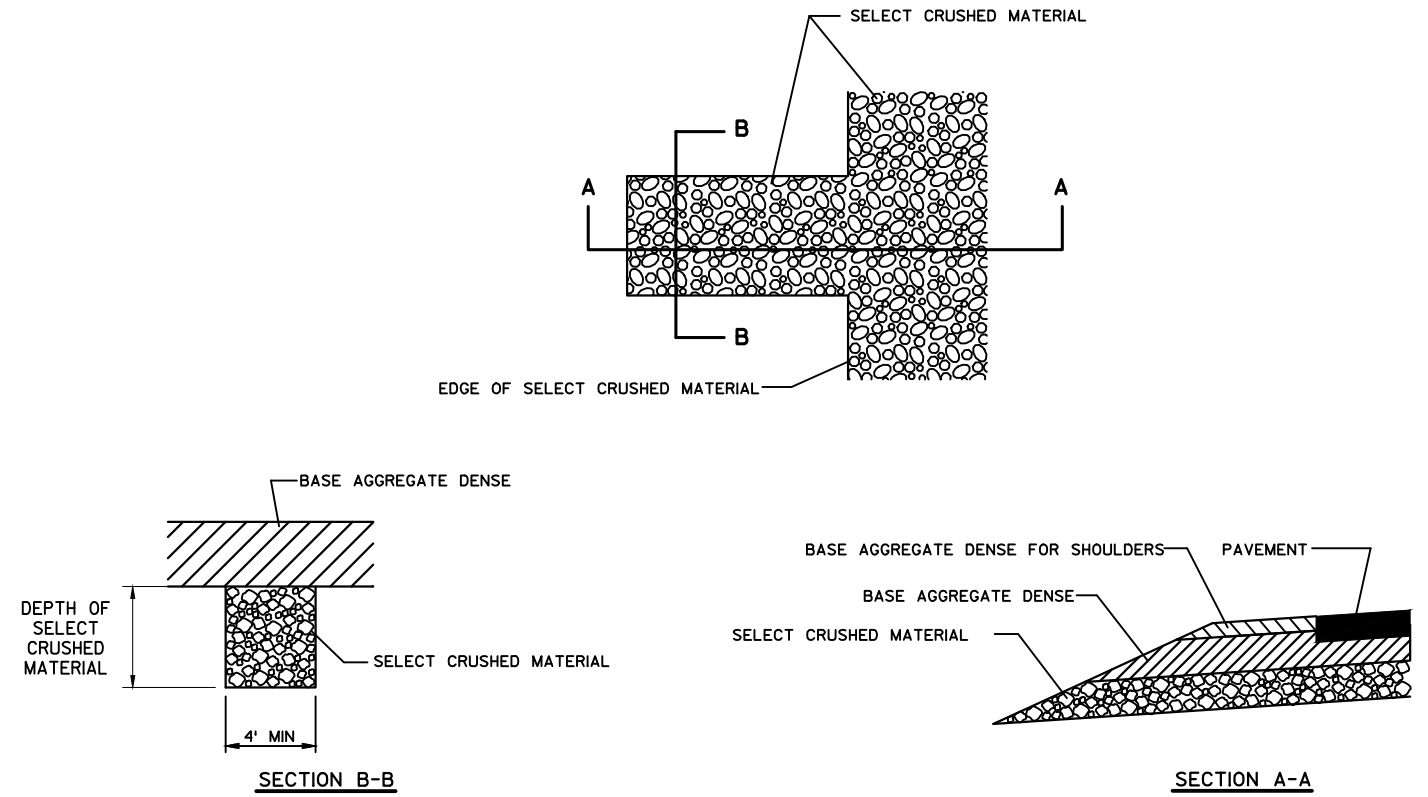 SELECT CRUSHED MATERIAL
B
A
A
B
EDGE OF SELECT CRUSHED MATERIAL
BASE AGGREGATE DENSE
DEPTH OF
SELECT
CRUSHED
MATERIAL
SELECT CRUSHED MATERIAL
4' MIN
SECTION B-B
BASE AGGREGATE DENSE FOR SHOULDERS
PAVEMENT
BASE AGGREGATE DENSE
SELECT CRUSHED MATERIAL
SECTION A-A